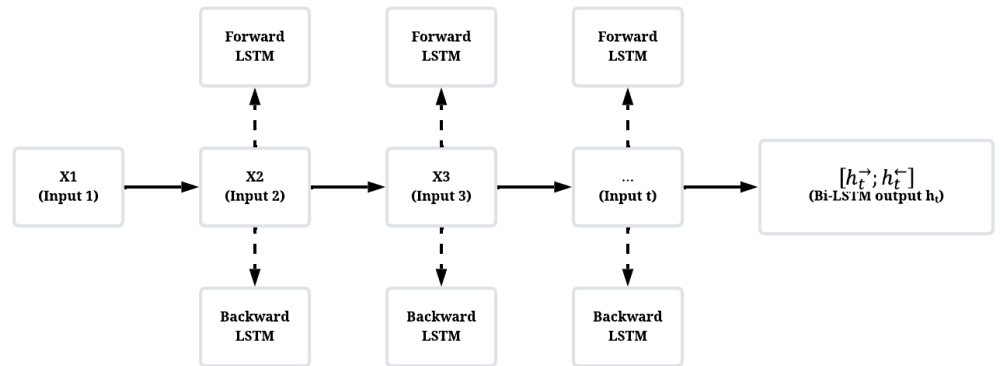 Forward
LSTM
Forward
LSTM
Forward
LSTM
X1
(Input 1)
X2
(Input 2)
X3
(Input 3)
...
(Input t)
[h→t; h←t]
(Bi-LSTM output hₜ)
Backward
LSTM
Backward
LSTM
Backward
LSTM